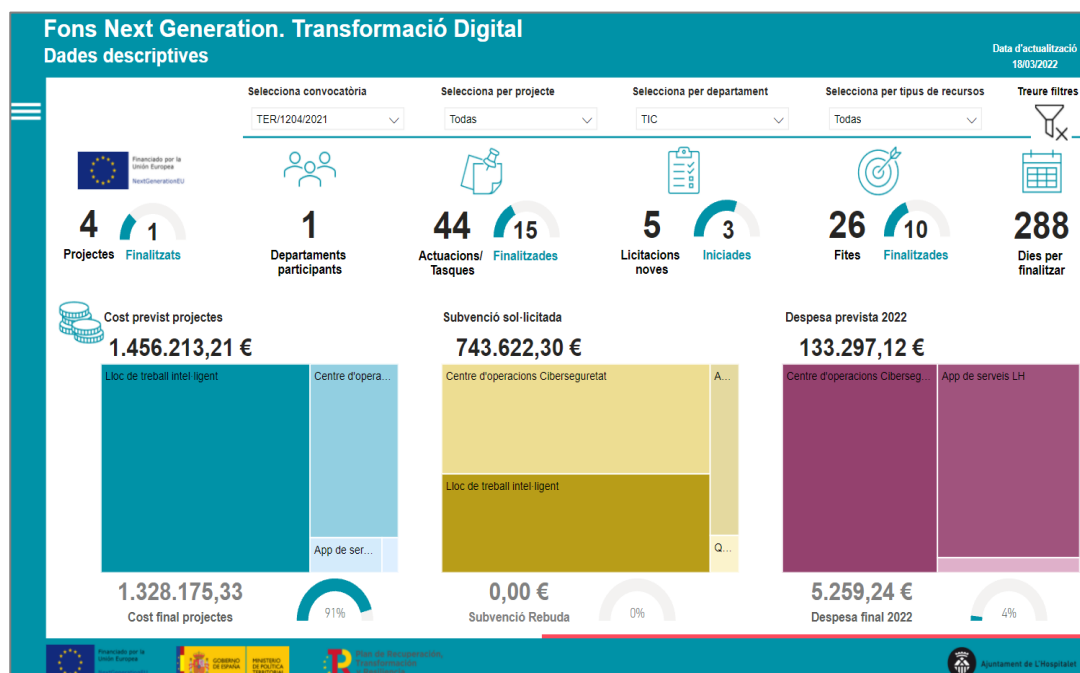 Fons Next Generation. Transformació Digital
Dades descriptives
Data d'actualització
18/03/2022
Selecciona convocatòria
Selecciona per projecte
Selecciona per departament
Selecciona per tipus de recursos
Treure filtres
TER/1204/2021
Todas
TIC
Todas
Financiado por la
Unión Europea
NextGenerationEU
4
Projectes
1
Finalitzats
1
Departaments
participants
44
Actuacions/
Tasques
15
Finalitzades
5
Licitacions
noves
3
Iniciades
26
Fites
10
Finalitzades
288
Dies per
finalitzar
Cost previst projectes
1.456.213,21 €
Subvenció sol·licitada
743.622,30 €
Despesa prevista 2022
133.297,12 €
Lloc de treball intel·ligent
Centre d'opera...
App de ser...
Centre d'operacions Ciberseguretat
A...
Lloc de treball intel·ligent
Q...
Centre d'operacions Ciberseg...
App de serveis LH
1.328.175,33
Cost final projectes
91%
0,00 €
Subvenció Rebuda
0%
5.259,24 €
Despesa final 2022
4%
Financiado por la
Unión Europea
GOBIERNO
DE ESPAÑA
MINISTERIO
DE POLÍTICA
TERRITORIAL
Plan de Recuperación,
Transformación
Ajuntament de L'Hospitalet